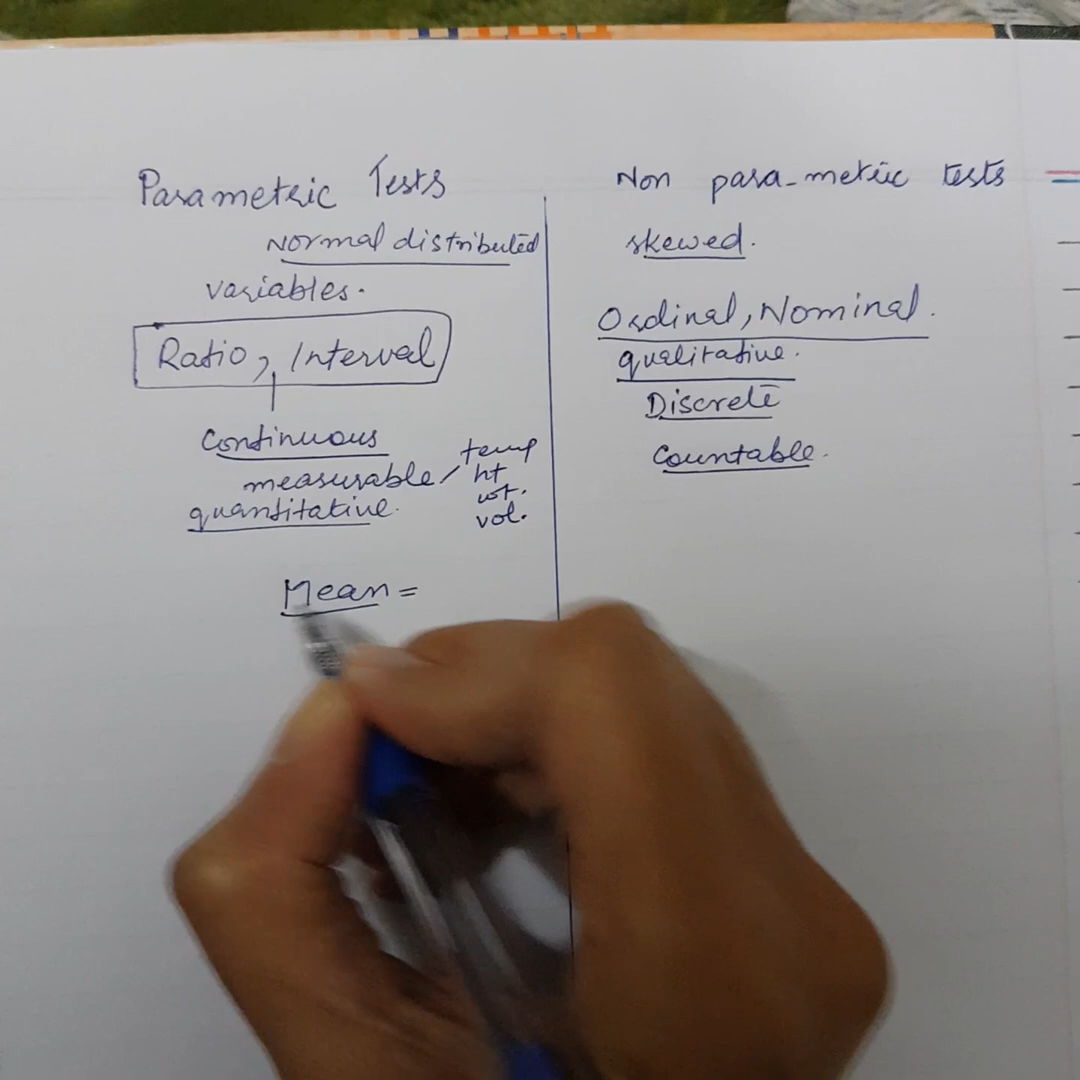 Parametric Tests
normal distributed
variables.
Ratio, Interval
Continuous
measurable
temp
ht
wt.
vol.
quantitative.
Mean =
Non para-metric tests
skewed.
Ordinal, Nominal.
qualitative.
Discrete
Countable.